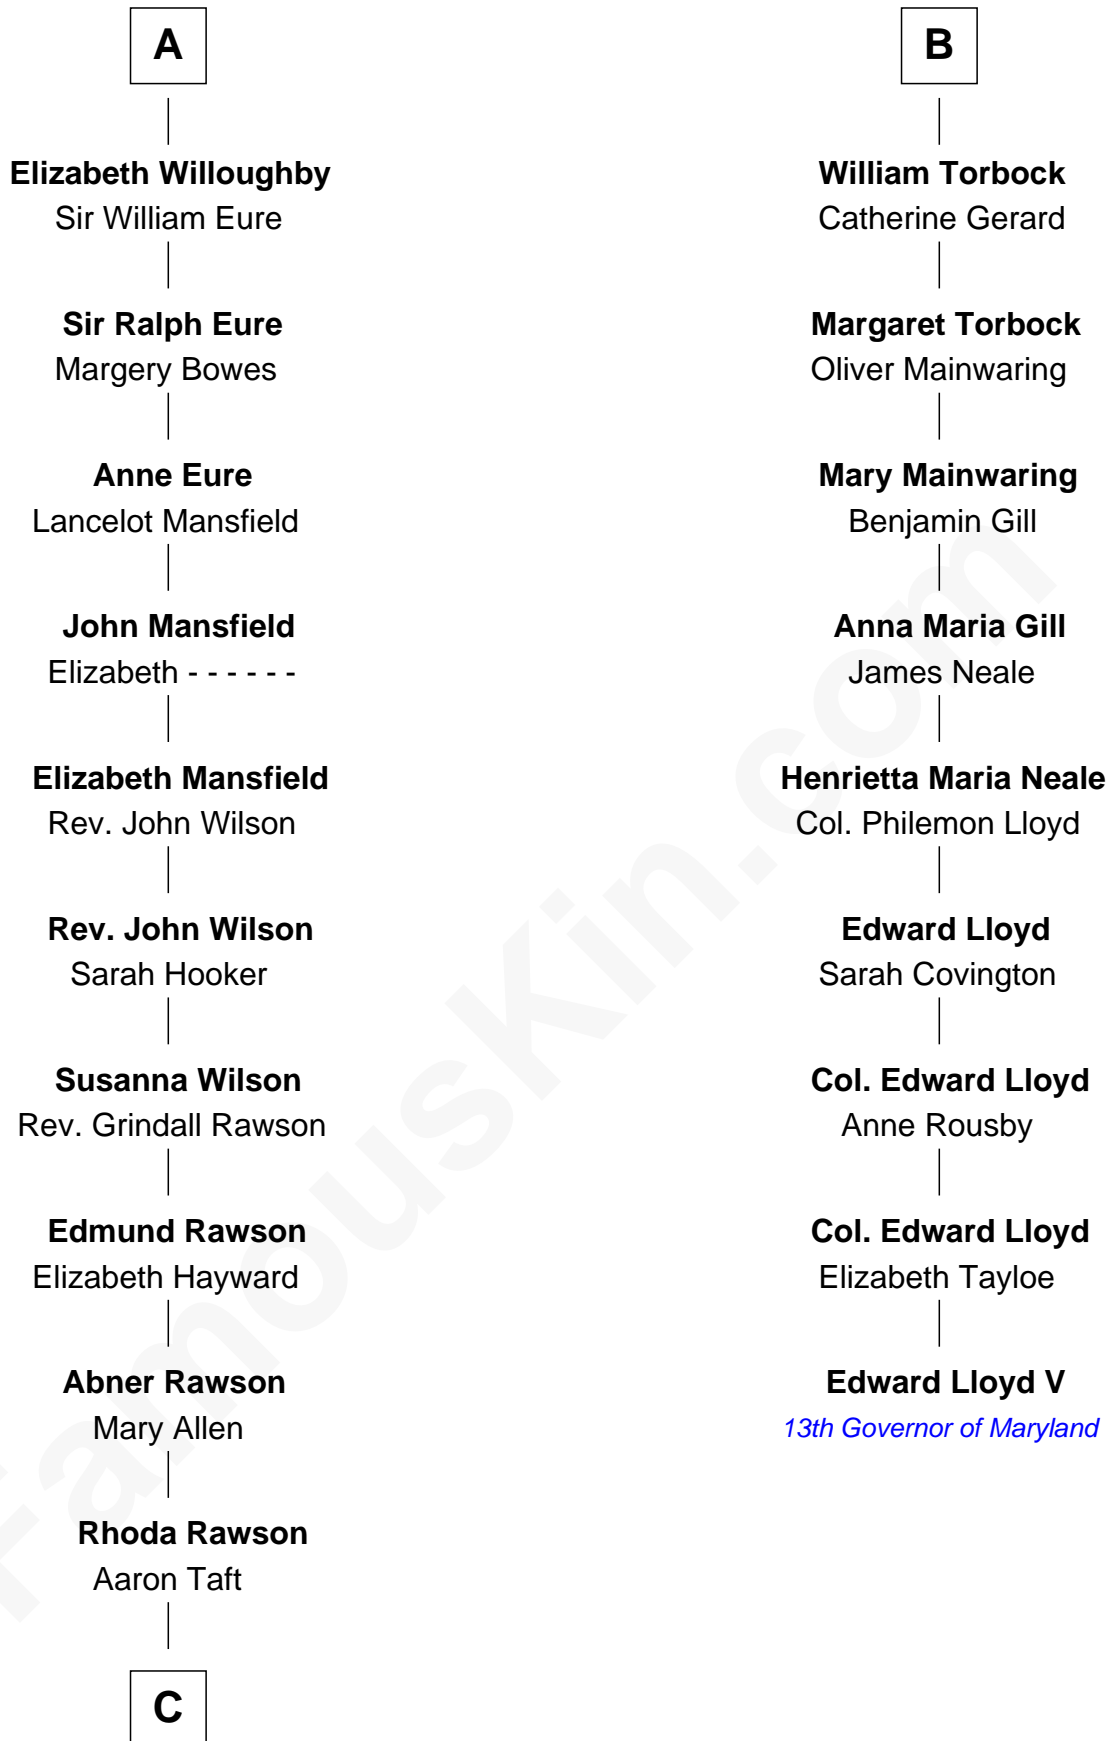 A
Elizabeth Willoughby
Sir William Eure
Sir Ralph Eure
Margery Bowes
Anne Eure
Lancelot Mansfield
John Mansfield
Elizabeth - - - - - -
Elizabeth Mansfield
Rev. John Wilson
Rev. John Wilson
Sarah Hooker
Susanna Wilson
Rev. Grindall Rawson
Edmund Rawson
Elizabeth Hayward
Abner Rawson
Mary Allen
Rhoda Rawson
Aaron Taft
C
B
William Torbock
Catherine Gerard
Margaret Torbock
Oliver Mainwaring
Mary Mainwaring
Benjamin Gill
Anna Maria Gill
James Neale
Henrietta Maria Neale
Col. Philemon Lloyd
Edward Lloyd
Sarah Covington
Col. Edward Lloyd
Anne Rousby
Col. Edward Lloyd
Elizabeth Tayloe
Edward Lloyd V
13th Governor of Maryland
FamousKin.com